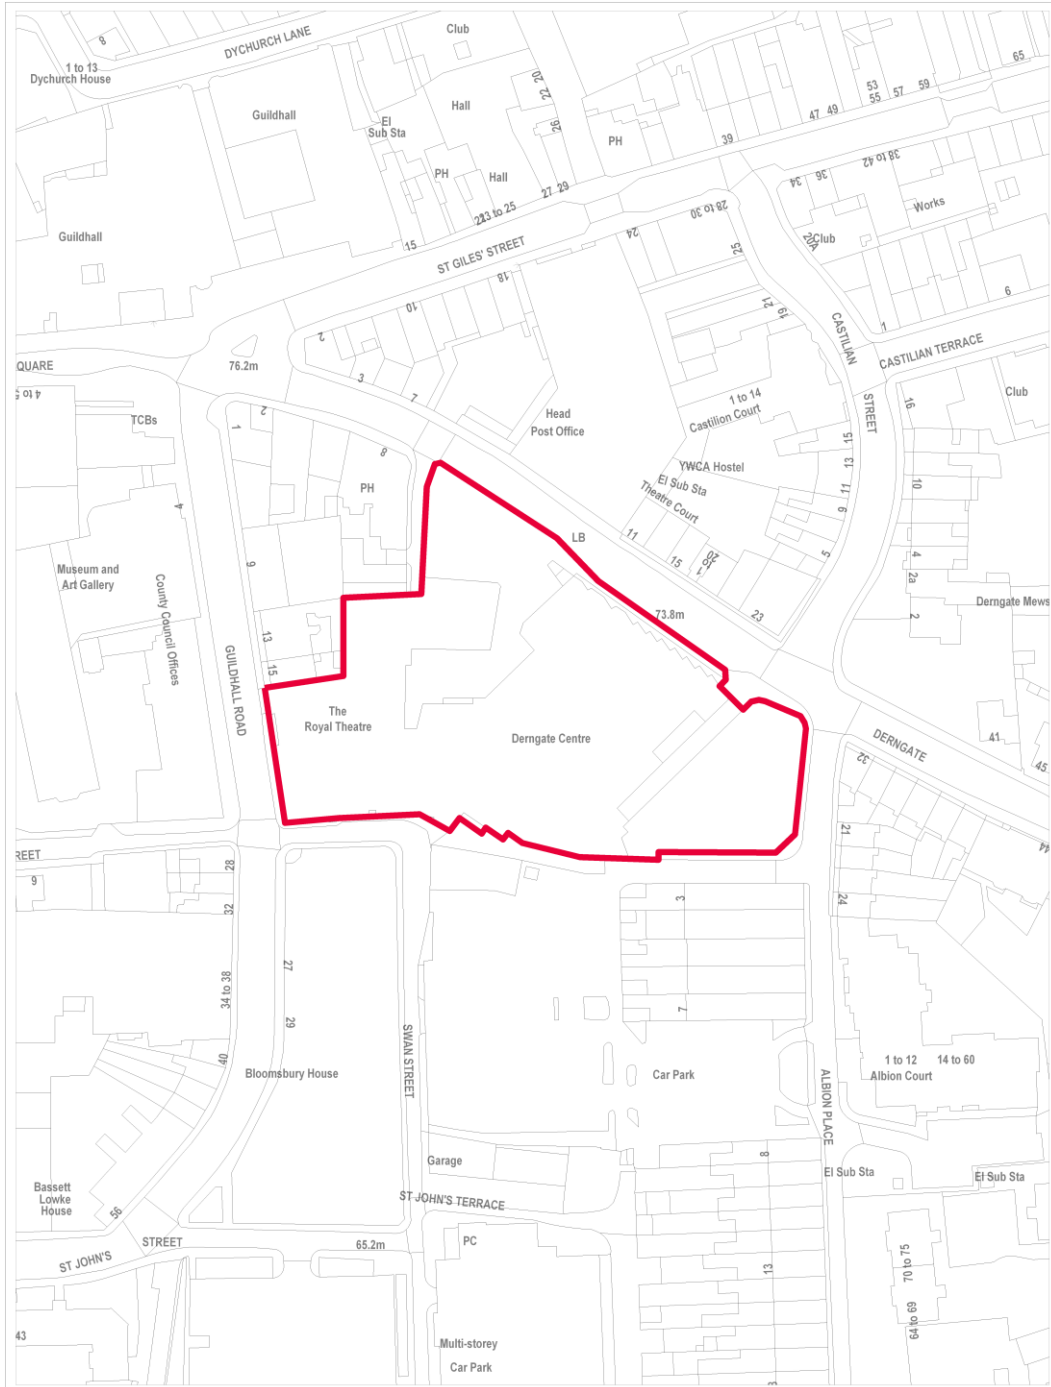 DYCHURCH LANE
Club
8
1 to 13
Dychurch House
65
53
55
57
59
20
22
26
Guildhall
El
Sub Sta
Hall
47
49
39
PH
PH
Hall
27
29
38 to 42
36
34
23 to 25
28 to 30
Works
15
Guildhall
24
25
20A
Club
ST GILES' STREET
18
10
21
19
9
2
1
CASTILIAN
CASTILIAN TERRACE
QUARE
76.2m
3
7
1 to 14
Castilion Court
STREET
16
Club
2
1
TCBs
Head
Post Office
8
15
13
YWCA Hostel
El Sub Sta
Theatre Court
11
10
9
PH
4
LB
11
15
5
4
2a
Museum and
Art Gallery
9
County Council Offices
2
Derngate Mews
73.8m
23
13
15
GUILDHALL ROAD
The
Royal Theatre
Derngate Centre
DERNGATE
41
45
32
21
44
REET
28
9
32
3
24
27
34 to 38
7
29
SWAN STREET
40
Bloomsbury House
Car Park
1 to 12
14 to 60
Albion Court
ALBION PLACE
Garage
8
El Sub Sta
El Sub Sta
Bassett
Lowke
House
ST JOHN'S TERRACE
56
PC
STREET
65.2m
ST JOHN'S
13
70 to 75
64 to 69
43
Multi-storey
Car Park